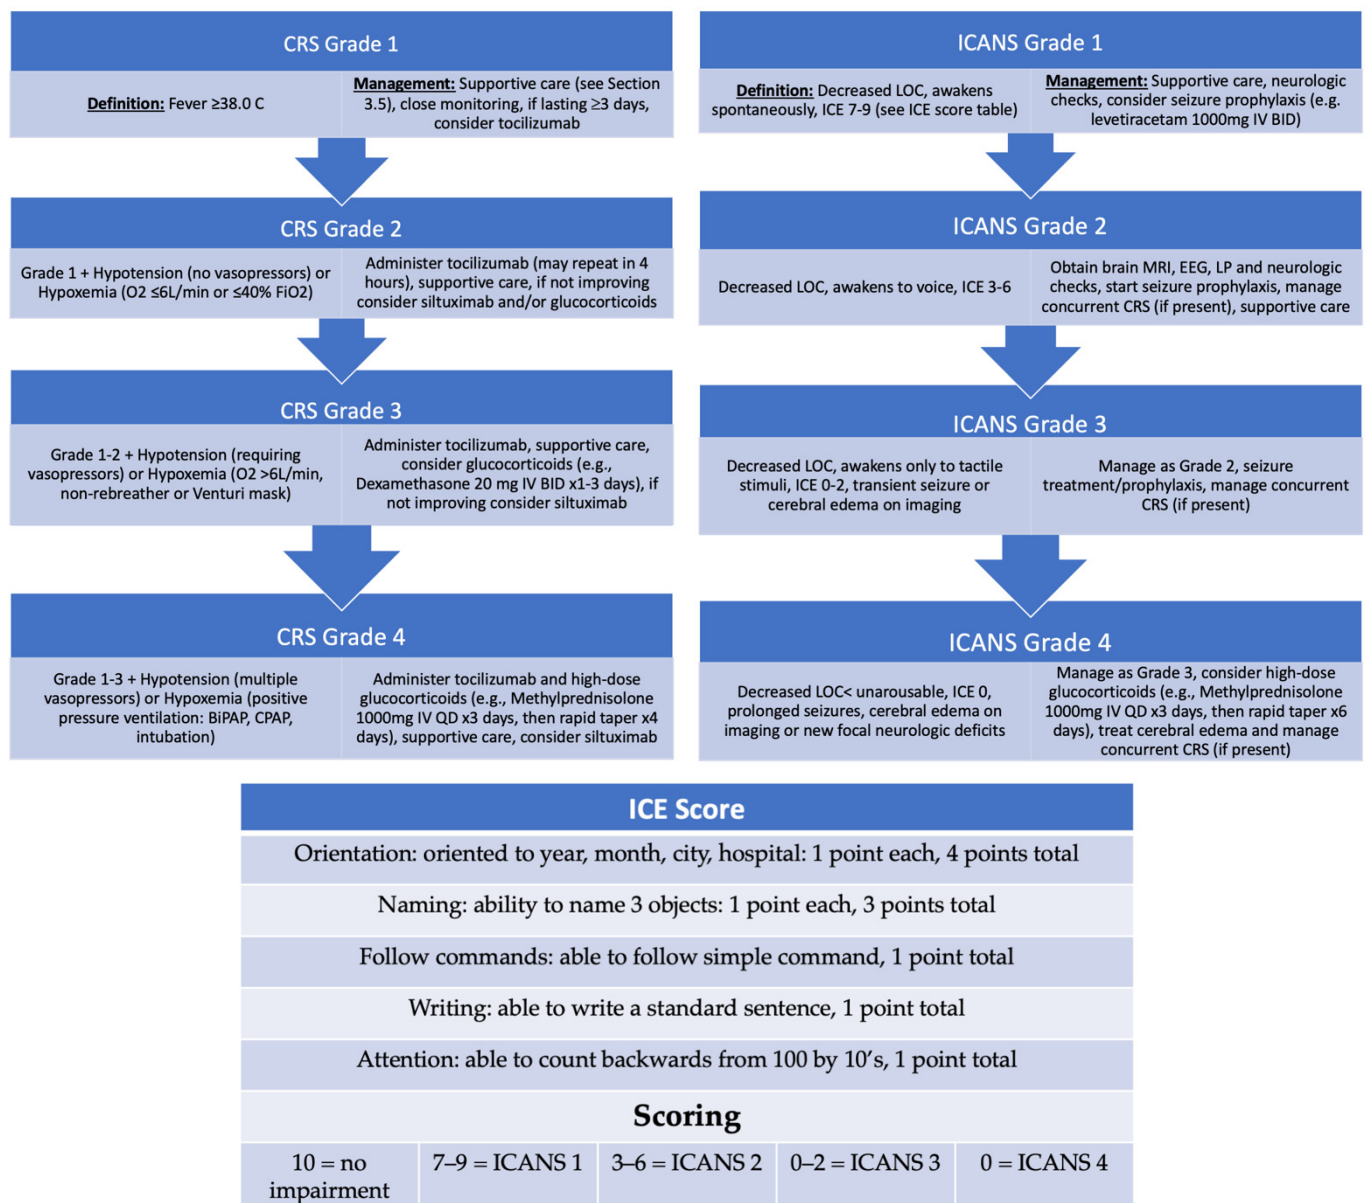 CRS Grade 1
Definition: Fever ≥38.0 C
Management: Supportive care (see Section
3.5), close monitoring, if lasting ≥3 days,
consider tocilizumab
CRS Grade 2
Grade 1 + Hypotension (no vasopressors) or
Hypoxemia (O2 ≤6L/min or ≤40% FiO2)
Administer tocilizumab (may repeat in 4
hours), supportive care, if not improving
consider siltuximab and/or glucocorticoids
CRS Grade 3
Grade 1-2 + Hypotension (requiring
vasopressors) or Hypoxemia (O2 >6L/min,
non-rebreather or Venturi mask)
Administer tocilizumab, supportive care,
consider glucocorticoids (e.g.,
Dexamethasone 20 mg IV BID x1-3 days), if
not improving consider siltuximab
CRS Grade 4
Grade 1-3 + Hypotension (multiple
vasopressors) or Hypoxemia (positive
pressure ventilation: BiPAP, CPAP,
intubation)
Administer tocilizumab and high-dose
glucocorticoids (e.g., Methylprednisolone
1000mg IV QD x3 days, then rapid taper x4
days), supportive care, consider siltuximab
ICANS Grade 1
Definition: Decreased LOC, awakens
spontaneously, ICE 7-9 (see ICE score table)
Management: Supportive care, neurologic
checks, consider seizure prophylaxis (e.g.
levetiracetam 1000mg IV BID)
ICANS Grade 2
Decreased LOC, awakens to voice, ICE 3-6
Obtain brain MRI, EEG, LP and neurologic
checks, start seizure prophylaxis, manage
concurrent CRS (if present), supportive care
ICANS Grade 3
Decreased LOC, awakens only to tactile
stimuli, ICE 0-2, transient seizure or
cerebral edema on imaging
Manage as Grade 2, seizure
treatment/prophylaxis, manage concurrent
CRS (if present)
ICANS Grade 4
Decreased LOC< unarousable, ICE 0,
prolonged seizures, cerebral edema on
imaging or new focal neurologic deficits
Manage as Grade 3, consider high-dose
glucocorticoids (e.g., Methylprednisolone
1000mg IV QD x3 days, then rapid taper x6
days), treat cerebral edema and manage
concurrent CRS (if present)
ICE Score
Orientation: oriented to year, month, city, hospital: 1 point each, 4 points total
Naming: ability to name 3 objects: 1 point each, 3 points total
Follow commands: able to follow simple command, 1 point total
Writing: able to write a standard sentence, 1 point total
Attention: able to count backwards from 100 by 10's, 1 point total
Scoring
10 = no
impairment
7–9 = ICANS 1
3–6 = ICANS 2
0–2 = ICANS 3
0 = ICANS 4